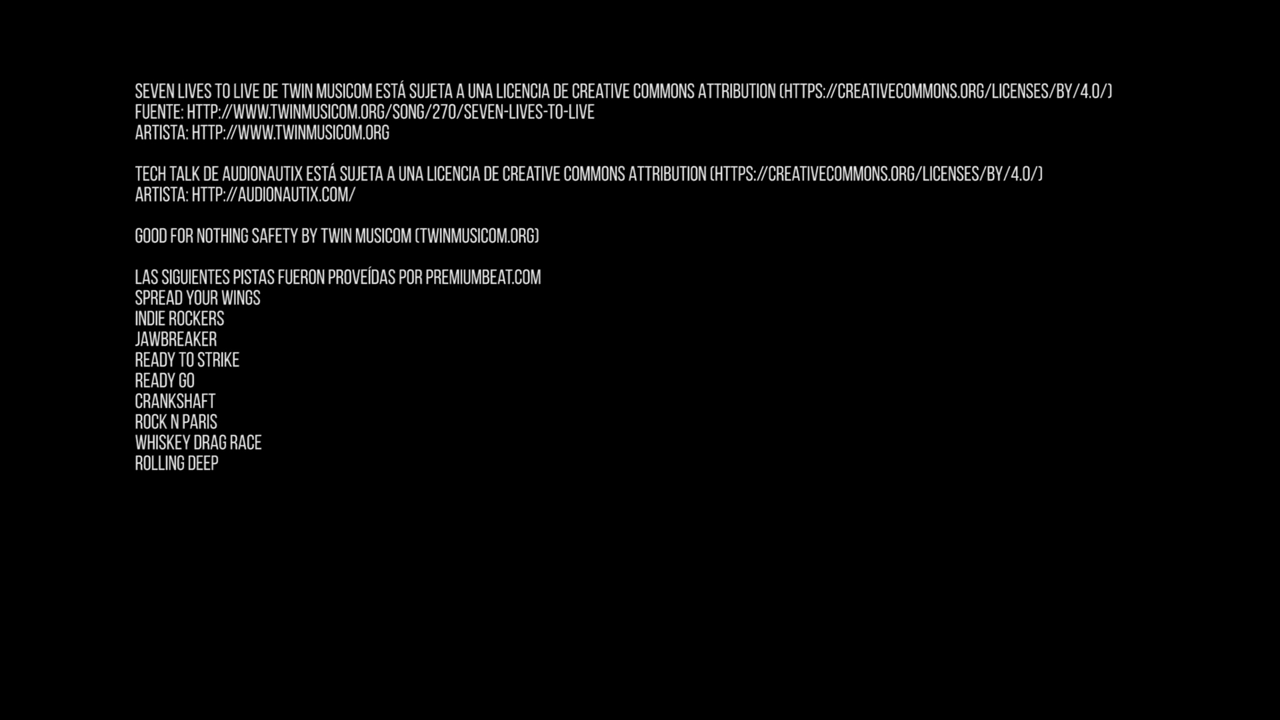 SEVEN LIVES TO LIVE DE TWIN MUSICOM ESTÁ SUJETA A UNA LICENCIA DE CREATIVE COMMONS ATTRIBUTION (HTTPS://CREATIVECOMMONS.ORG/LICENSES/BY/4.0/)
FUENTE: HTTP://WWW.TWINMUSICOM.ORG/SONG/270/SEVEN-LIVES-TO-LIVE
ARTISTA: HTTP://WWW.TWINMUSICOM.ORG
TECH TALK DE AUDIONAUTIX ESTÁ SUJETA A UNA LICENCIA DE CREATIVE COMMONS ATTRIBUTION (HTTPS://CREATIVECOMMONS.ORG/LICENSES/BY/4.0/)
ARTISTA: HTTP://AUDIONAUTIX.COM/
GOOD FOR NOTHING SAFETY BY TWIN MUSICOM (TWINMUSICOM.ORG)
LAS SIGUIENTES PISTAS FUERON PROVEÍDAS POR PREMIUMBEAT.COM
SPREAD YOUR WINGS
INDIE ROCKERS
JAWBREAKER
READY TO STRIKE
READY GO
CRANKSHAFT
ROCK N PARIS
WHISKEY DRAG RACE
ROLLING DEEP